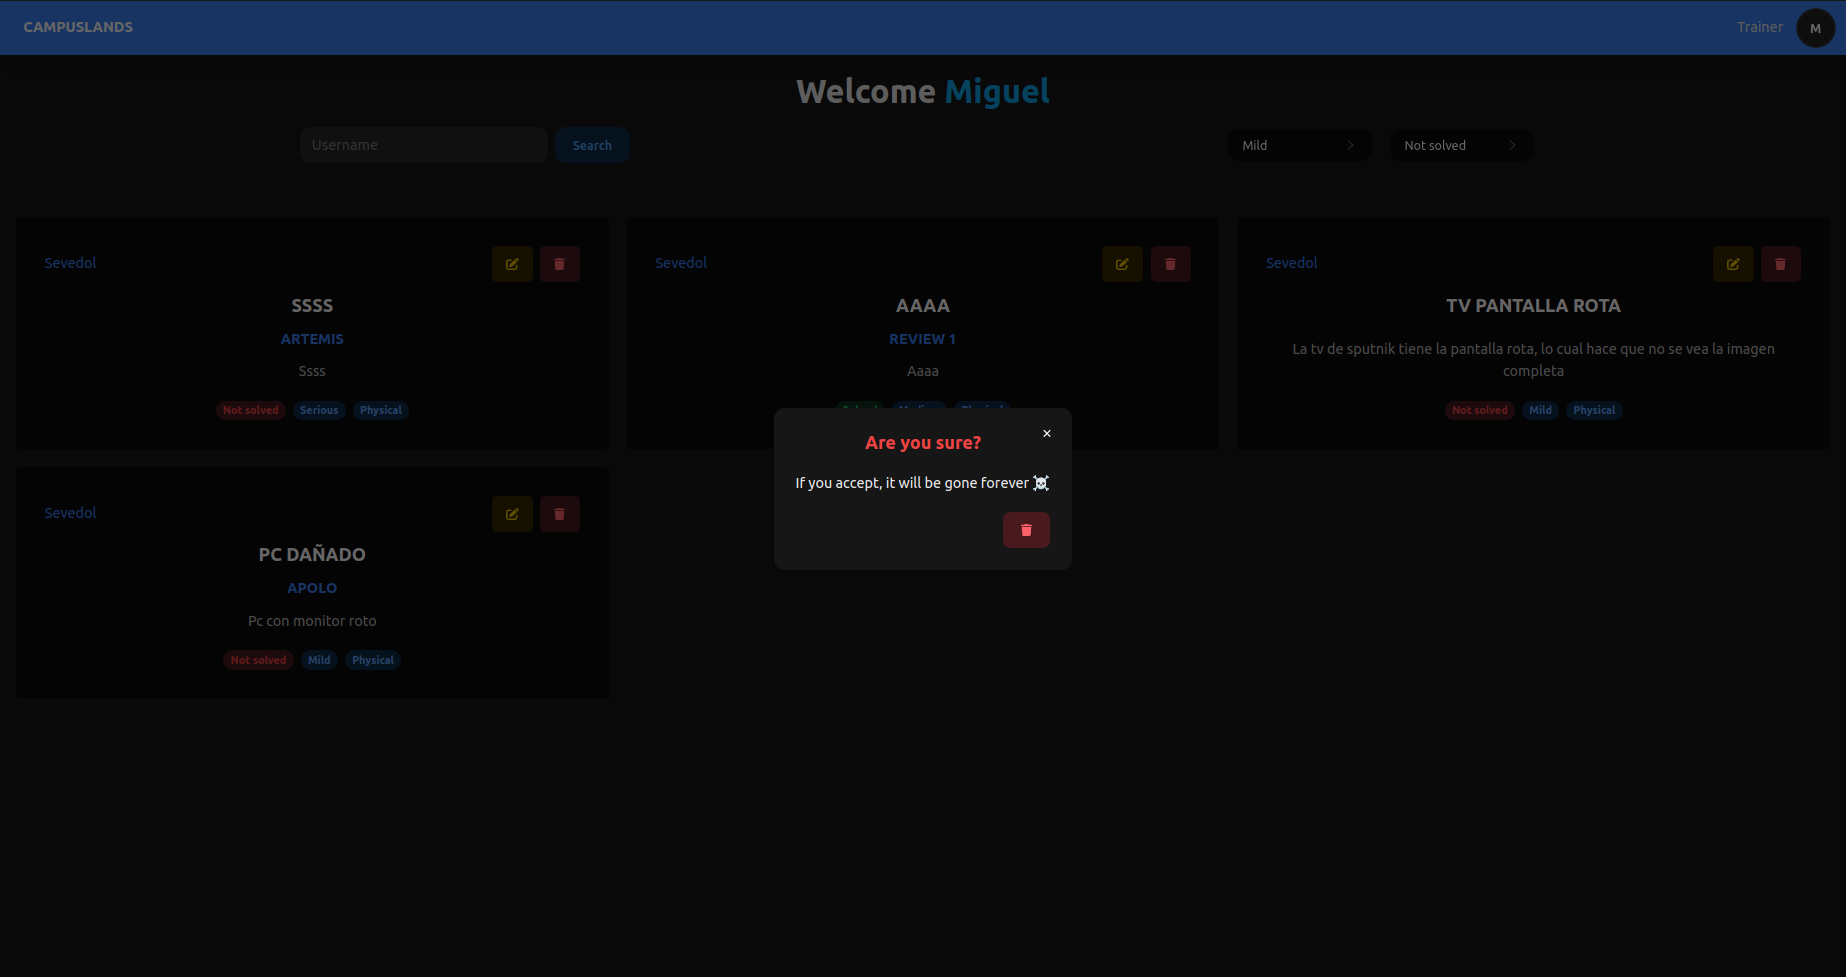 CAMPUSLANDS
Trainer
M
Welcome Miguel
Username
Search
Mild
Not solved
Sevedol
SSSS
ARTEMIS
Ssss
Not solved Serious Physical
Sevedol
AAAA
REVIEW 1
Aaaa
Sevedol
TV PANTALLA ROTA
La tv de sputnik tiene la pantalla rota, lo cual hace que no se vea la imagen
completa
Not solved Mild Physical
Sevedol
PC DAÑADO
APOLO
Pc con monitor roto
Not solved Mild Physical
Are you sure?
If you accept, it will be gone forever ☠️